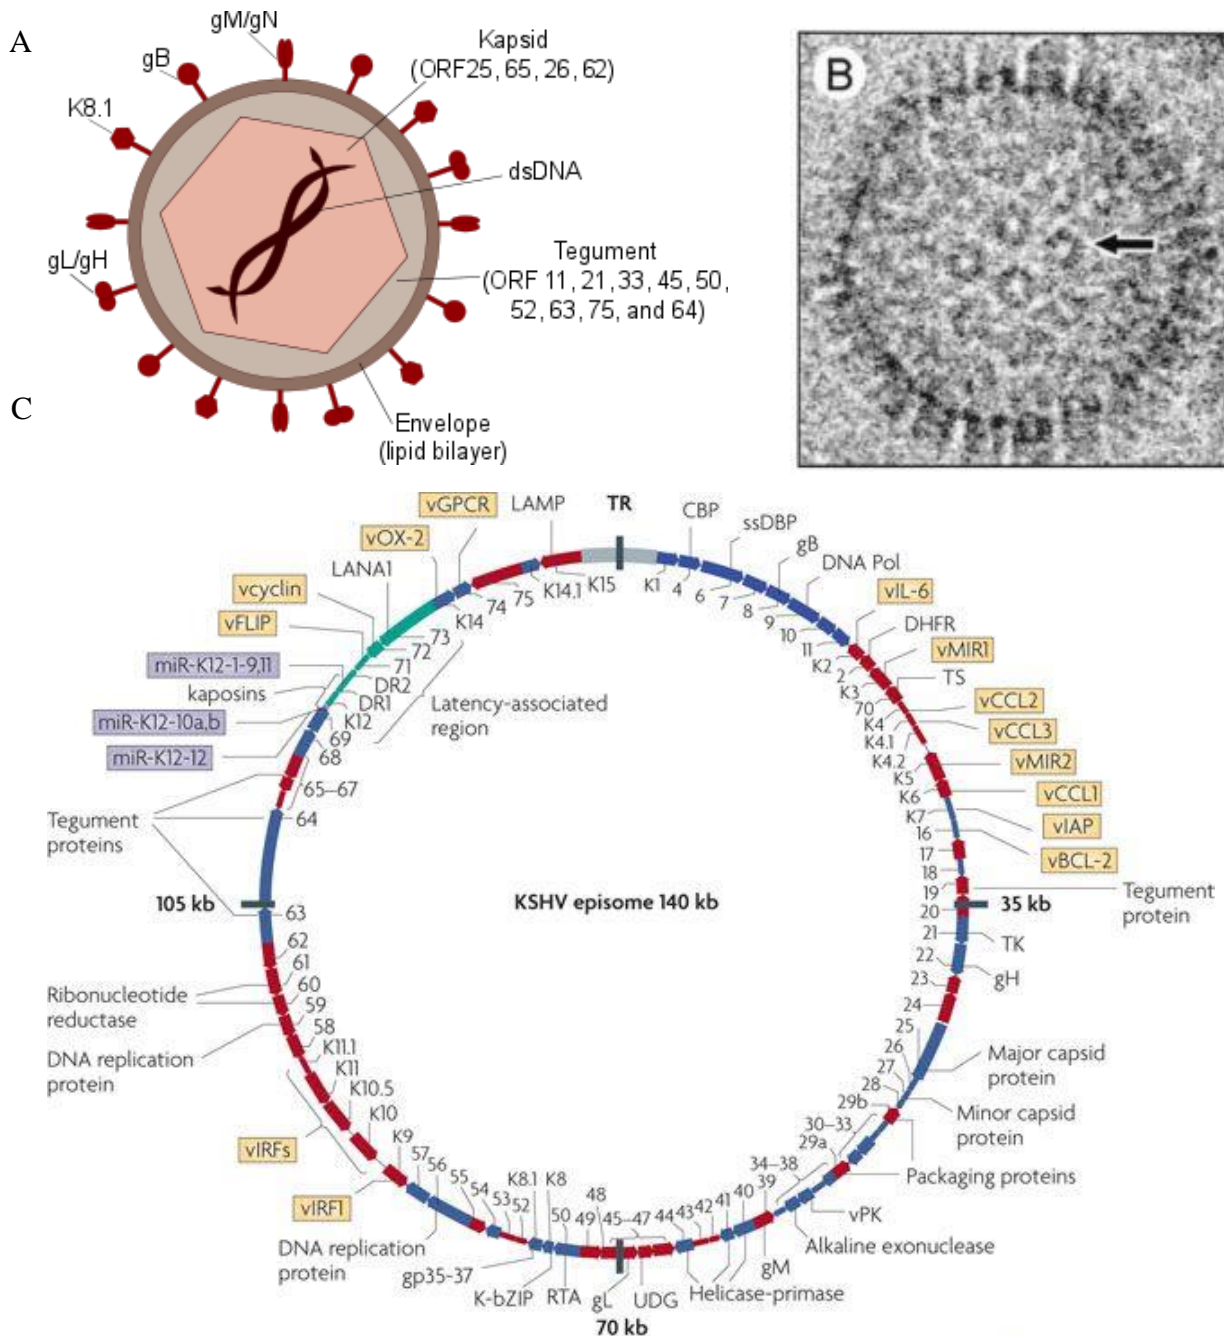 A
gM/gN
gB
K8.1
gL/gH
Kapsid
(ORF25, 65, 26, 62)
dsDNA
Tegument
(ORF 11, 21, 33, 45, 50,
52, 63, 75, and 64)
Envelope
(lipid bilayer)
B
C
TR
CBP
ssDBP
gB
DNA Pol
vIL-6
DHFR
vMIR1
TS
vCCL2
vCCL3
vMIR2
vCCL1
vIAP
vBCL-2
Tegument
protein
35 kb
TK
gH
Major capsid
protein
Minor capsid
protein
Packaging proteins
vPK
Alkaline exonuclease
gM
Helicase-primase
UDG
gL
70 kb
RTA
K-bZIP
gp35-37
DNA replication
protein
vIRF1
vIRFs
DNA replication
protein
Ribonucleotide
reductase
105 kb
Tegument
proteins
miR-K12-12
miR-K12-10a,b
kaposins
miR-K12-1-9,11
vFLIP
vcyclin
LANA1
vOX-2
vGPCR
LAMP
KSHV episome 140 kb
Latency-associated
region
K1
4
6
7
8
9
10
11
K2
2
K3
70
K4
K4.1
K4.2
K5
K6
K7
16
17
18
19
20
21
22
23
24
25
26
27
28
29b
30–33
29a
34–38
39
40
41
42
43
44
45–47
48
49
50
K8
K8.1
52
53
54
55
56
57
K9
K10
K10.5
K11
K11.1
58
59
60
61
62
63
64
65–67
68
69
K12
DR1
DR2
71
72
73
K14
74
75
K14.1
K15